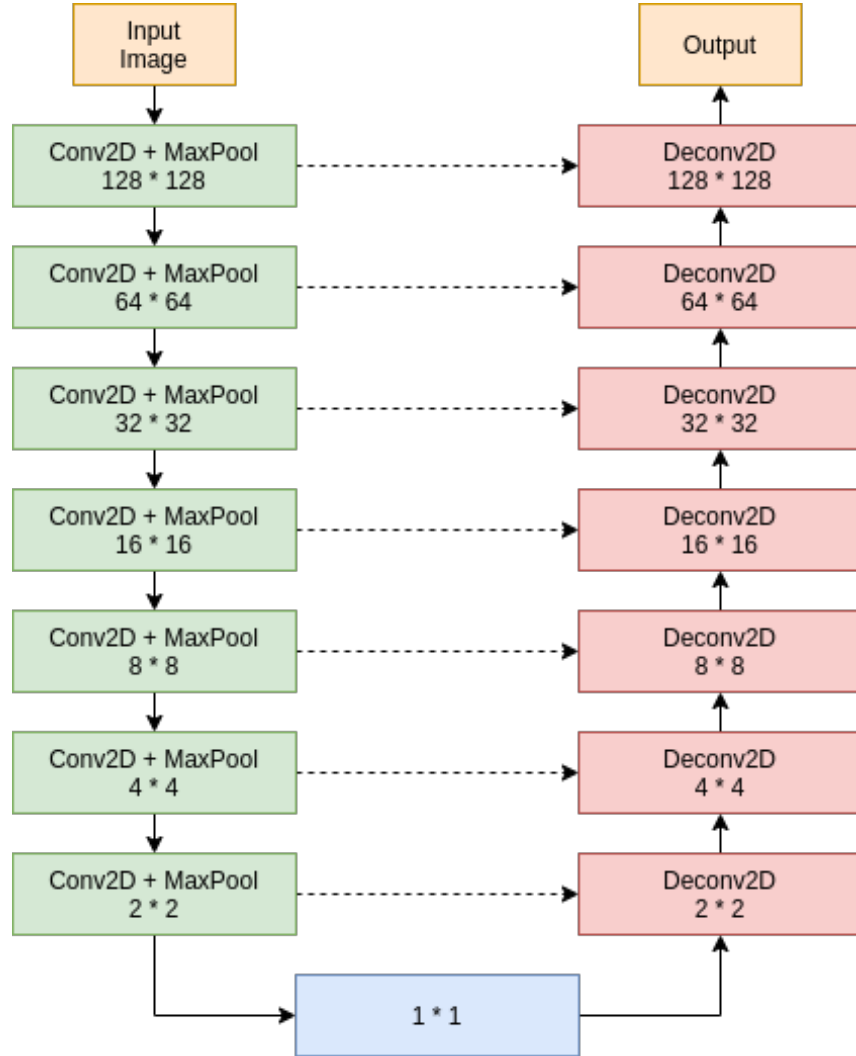 Input
Image
Output
Conv2D + MaxPool
128 * 128
Deconv2D
128 * 128
Conv2D + MaxPool
64 * 64
Deconv2D
64 * 64
Conv2D + MaxPool
32 * 32
Deconv2D
32 * 32
Conv2D + MaxPool
16 * 16
Deconv2D
16 * 16
Conv2D + MaxPool
8 * 8
Deconv2D
8 * 8
Conv2D + MaxPool
4 * 4
Deconv2D
4 * 4
Conv2D + MaxPool
2 * 2
Deconv2D
2 * 2
1 * 1